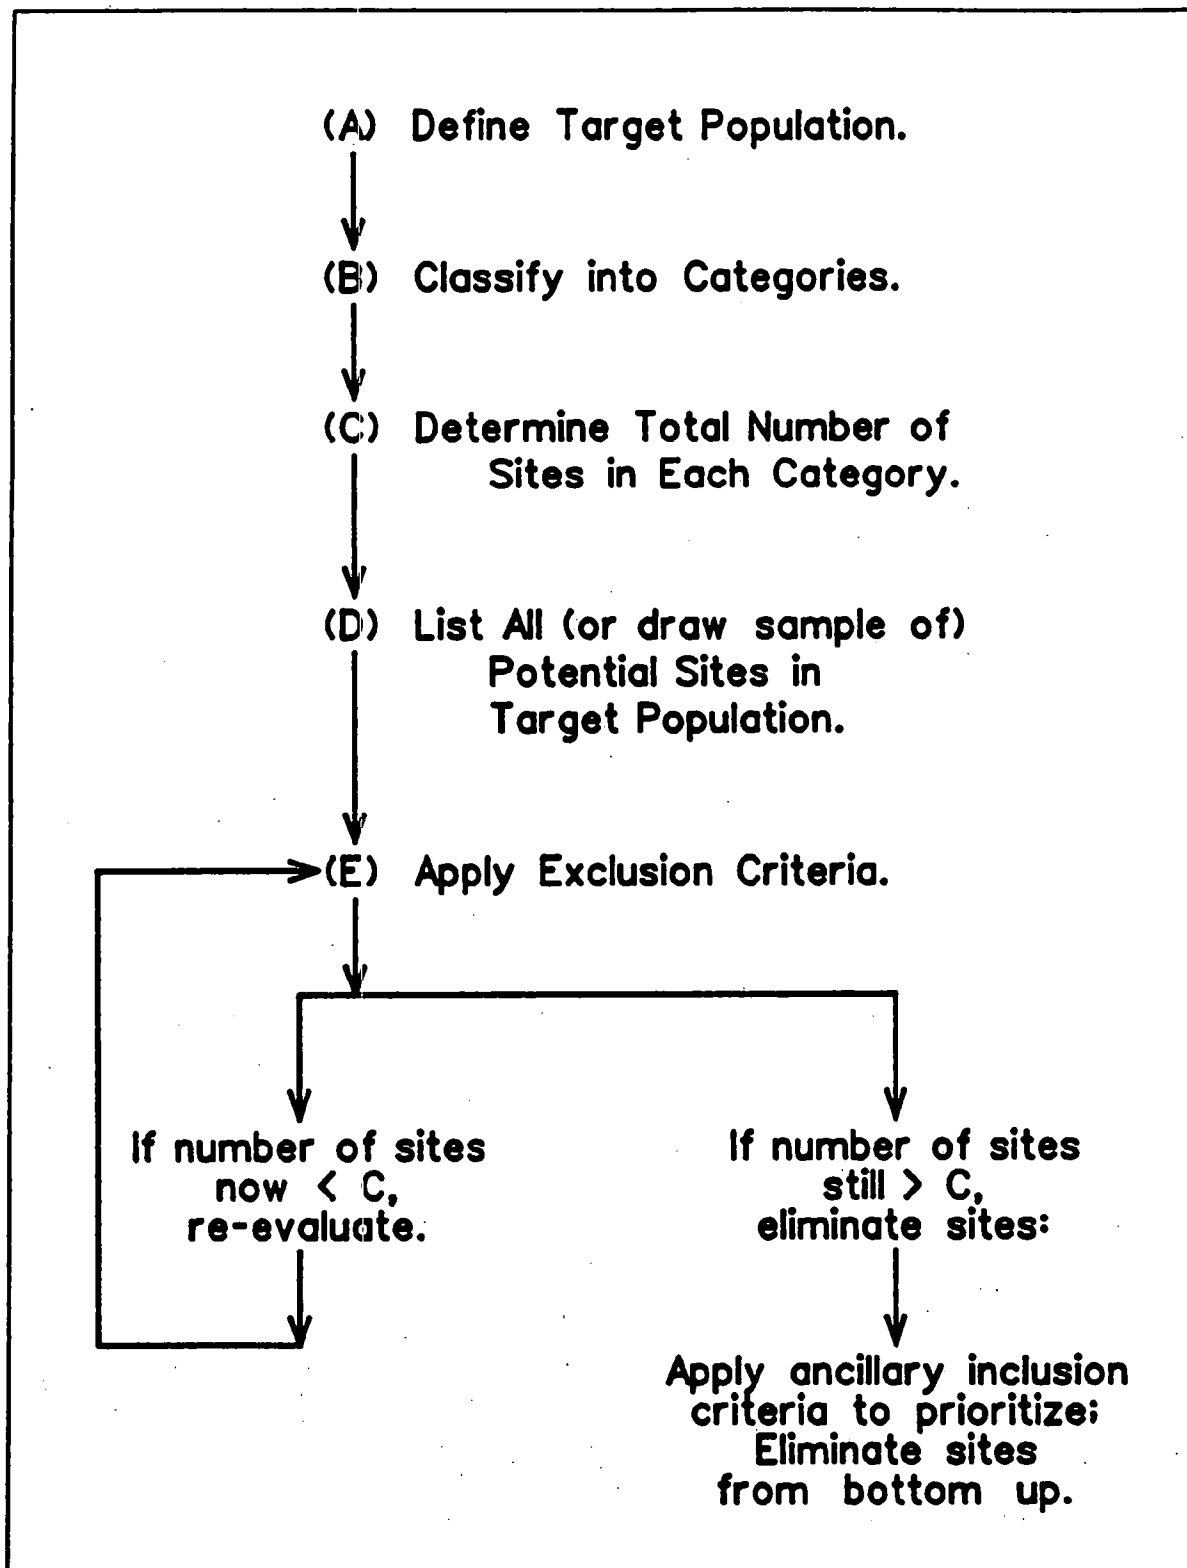 (A) Define Target Population.
(B) Classify into Categories.
(C) Determine Total Number of
Sites in Each Category.
(D) List All (or draw sample of)
Potential Sites in
Target Population.
(E) Apply Exclusion Criteria.
If number of sites
now < C,
re-evaluate.
If number of sites
still > C,
eliminate sites:
Apply ancillary inclusion
criteria to prioritize;
Eliminate sites
from bottom up.